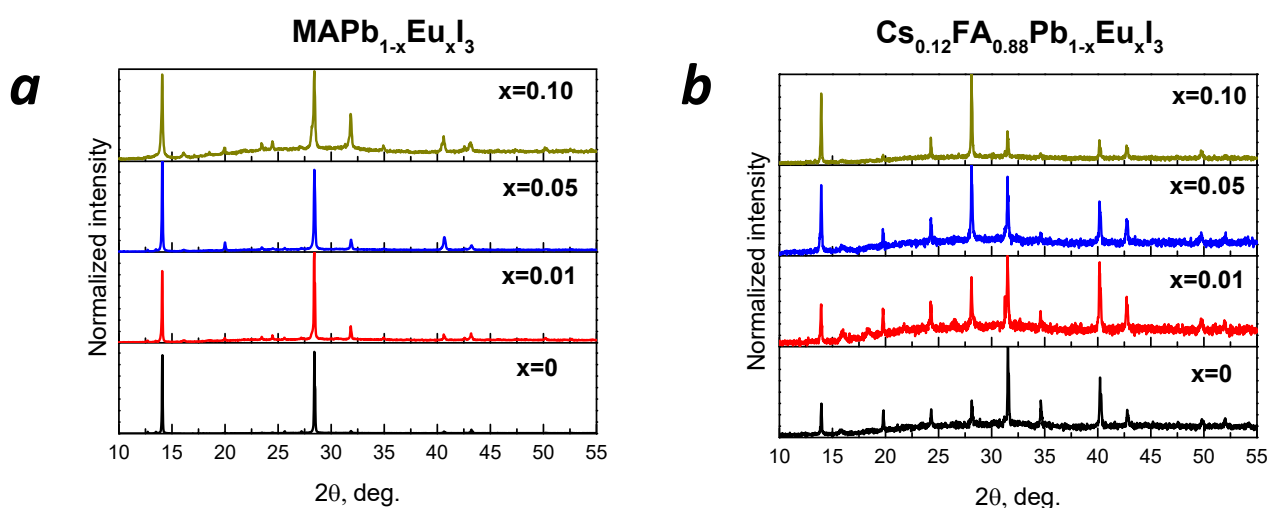 MAPb₁₋ₓEuₓI₃
a
Normalized intensity
x=0.10
x=0.05
x=0.01
x=0
10 15 20 25 30 35 40 45 50 55
2θ, deg.
Cs₀.₁₂FA₀.₈₈Pb₁₋ₓEuₓI₃
b
Normalized intensity
x=0.10
x=0.05
x=0.01
x=0
10 15 20 25 30 35 40 45 50 55
2θ, deg.